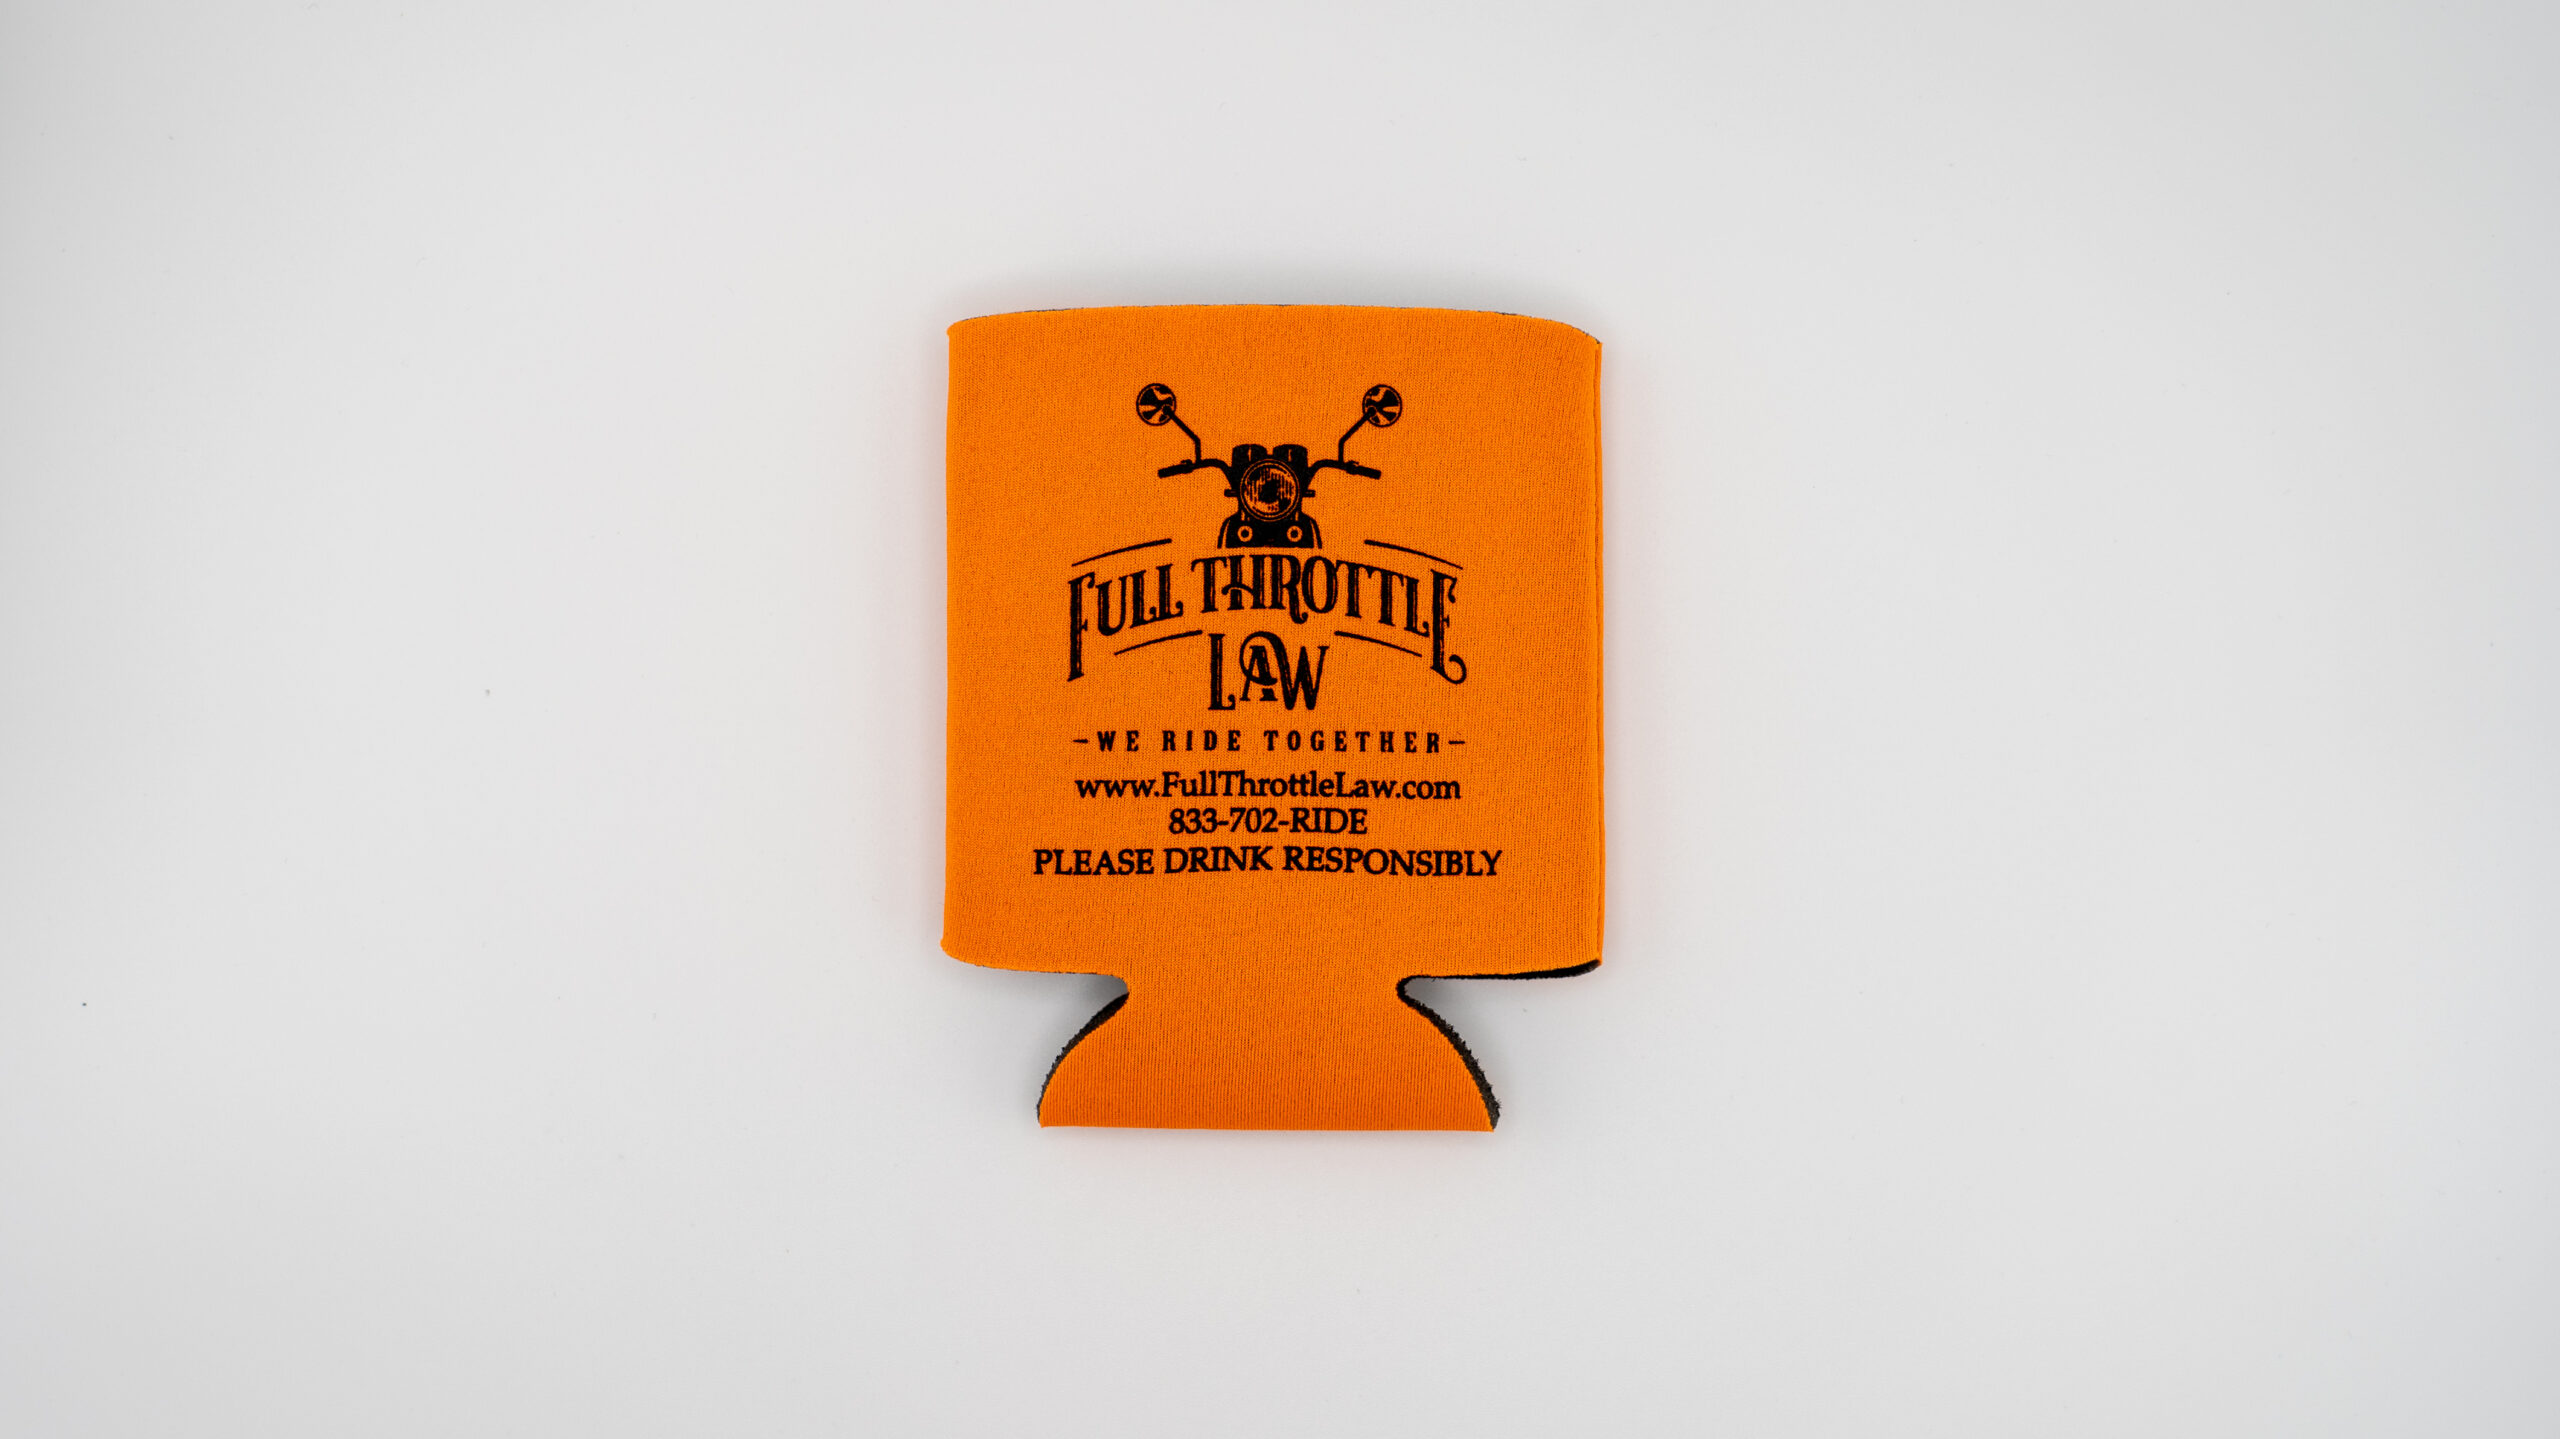 FULL THROTTLE
LAW
-WE RIDE TOGETHER-
www.FullThrottleLaw.com
833-702-RIDE
PLEASE DRINK RESPONSIBLY